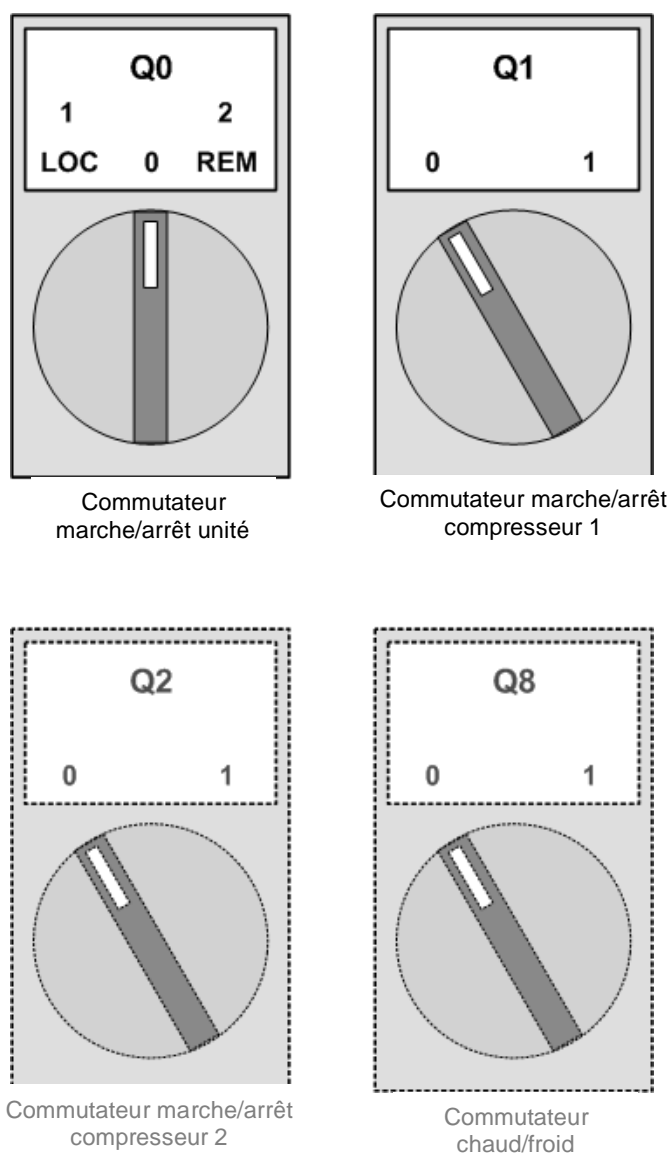 Q0
1 2
LOC 0 REM
Commutateur
marche/arrêt unité
Q1
0 1
Commutateur marche/arrêt
compresseur 1
Q2
0 1
Commutateur marche/arrêt
compresseur 2
Q8
0 1
Commutateur
chaud/froid